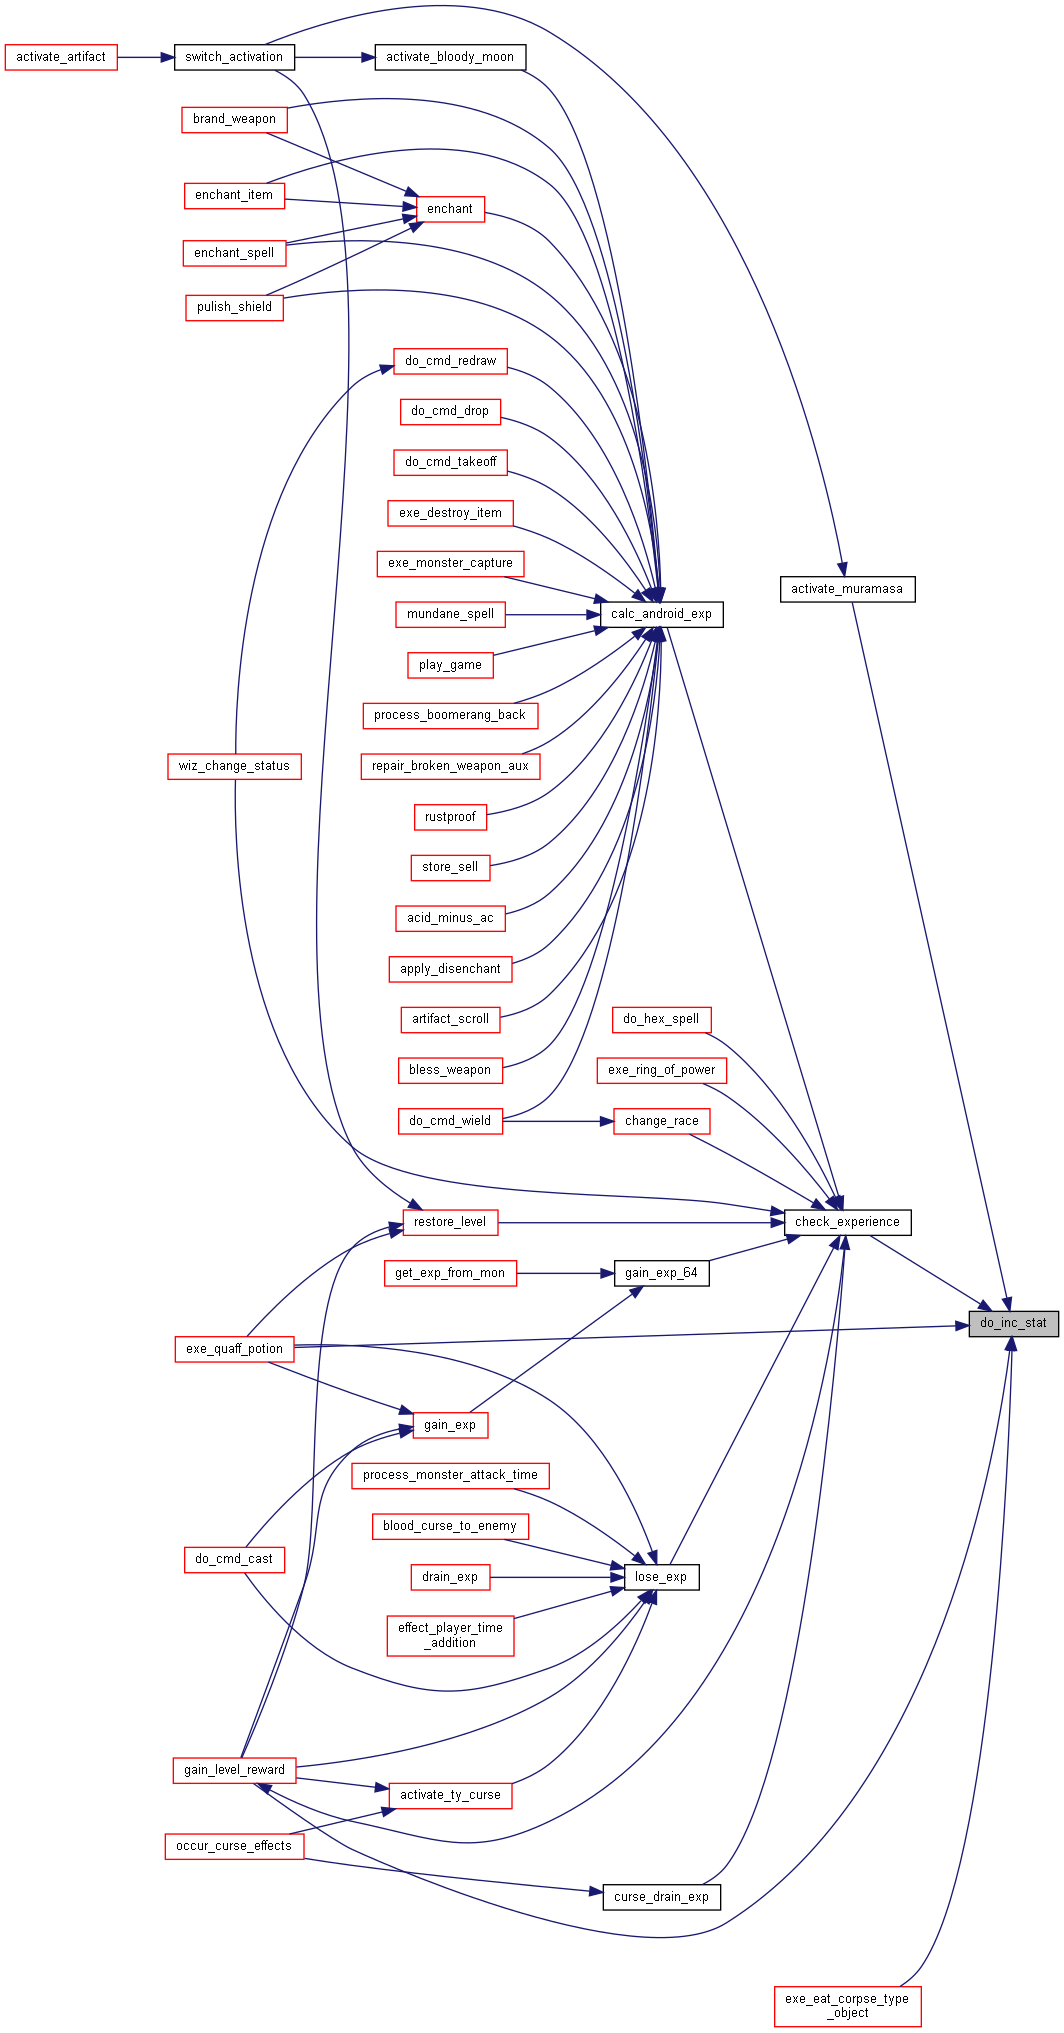 activate_artifact
switch_activation
activate_bloody_moon
brand_weapon
enchant_item
enchant
enchant_spell
pulish_shield
do_cmd_redraw
do_cmd_drop
do_cmd_takeoff
exe_destroy_item
exe_monster_capture
activate_muramasa
mundane_spell
calc_android_exp
play_game
process_boomerang_back
wiz_change_status
repair_broken_weapon_aux
rustproof
store_sell
acid_minus_ac
apply_disenchant
artifact_scroll
do_hex_spell
bless_weapon
exe_ring_of_power
do_cmd_wield
change_race
restore_level
check_experience
get_exp_from_mon
gain_exp_64
do_inc_stat
exe_quaff_potion
gain_exp
process_monster_attack_time
blood_curse_to_enemy
do_cmd_cast
drain_exp
lose_exp
effect_player_time
_addition
gain_level_reward
activate_ty_curse
occur_curse_effects
curse_drain_exp
exe_eat_corpse_type
_object